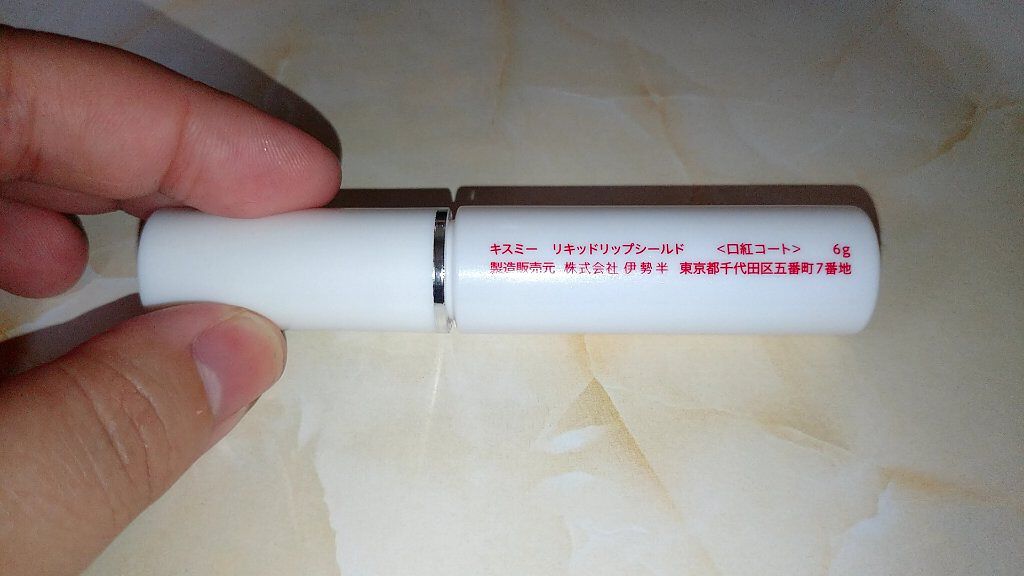 キスミー リキッドリップシールド <口紅コート> 6g
製造販売元 株式会社 伊勢半 東京都千代田区五番町7番地